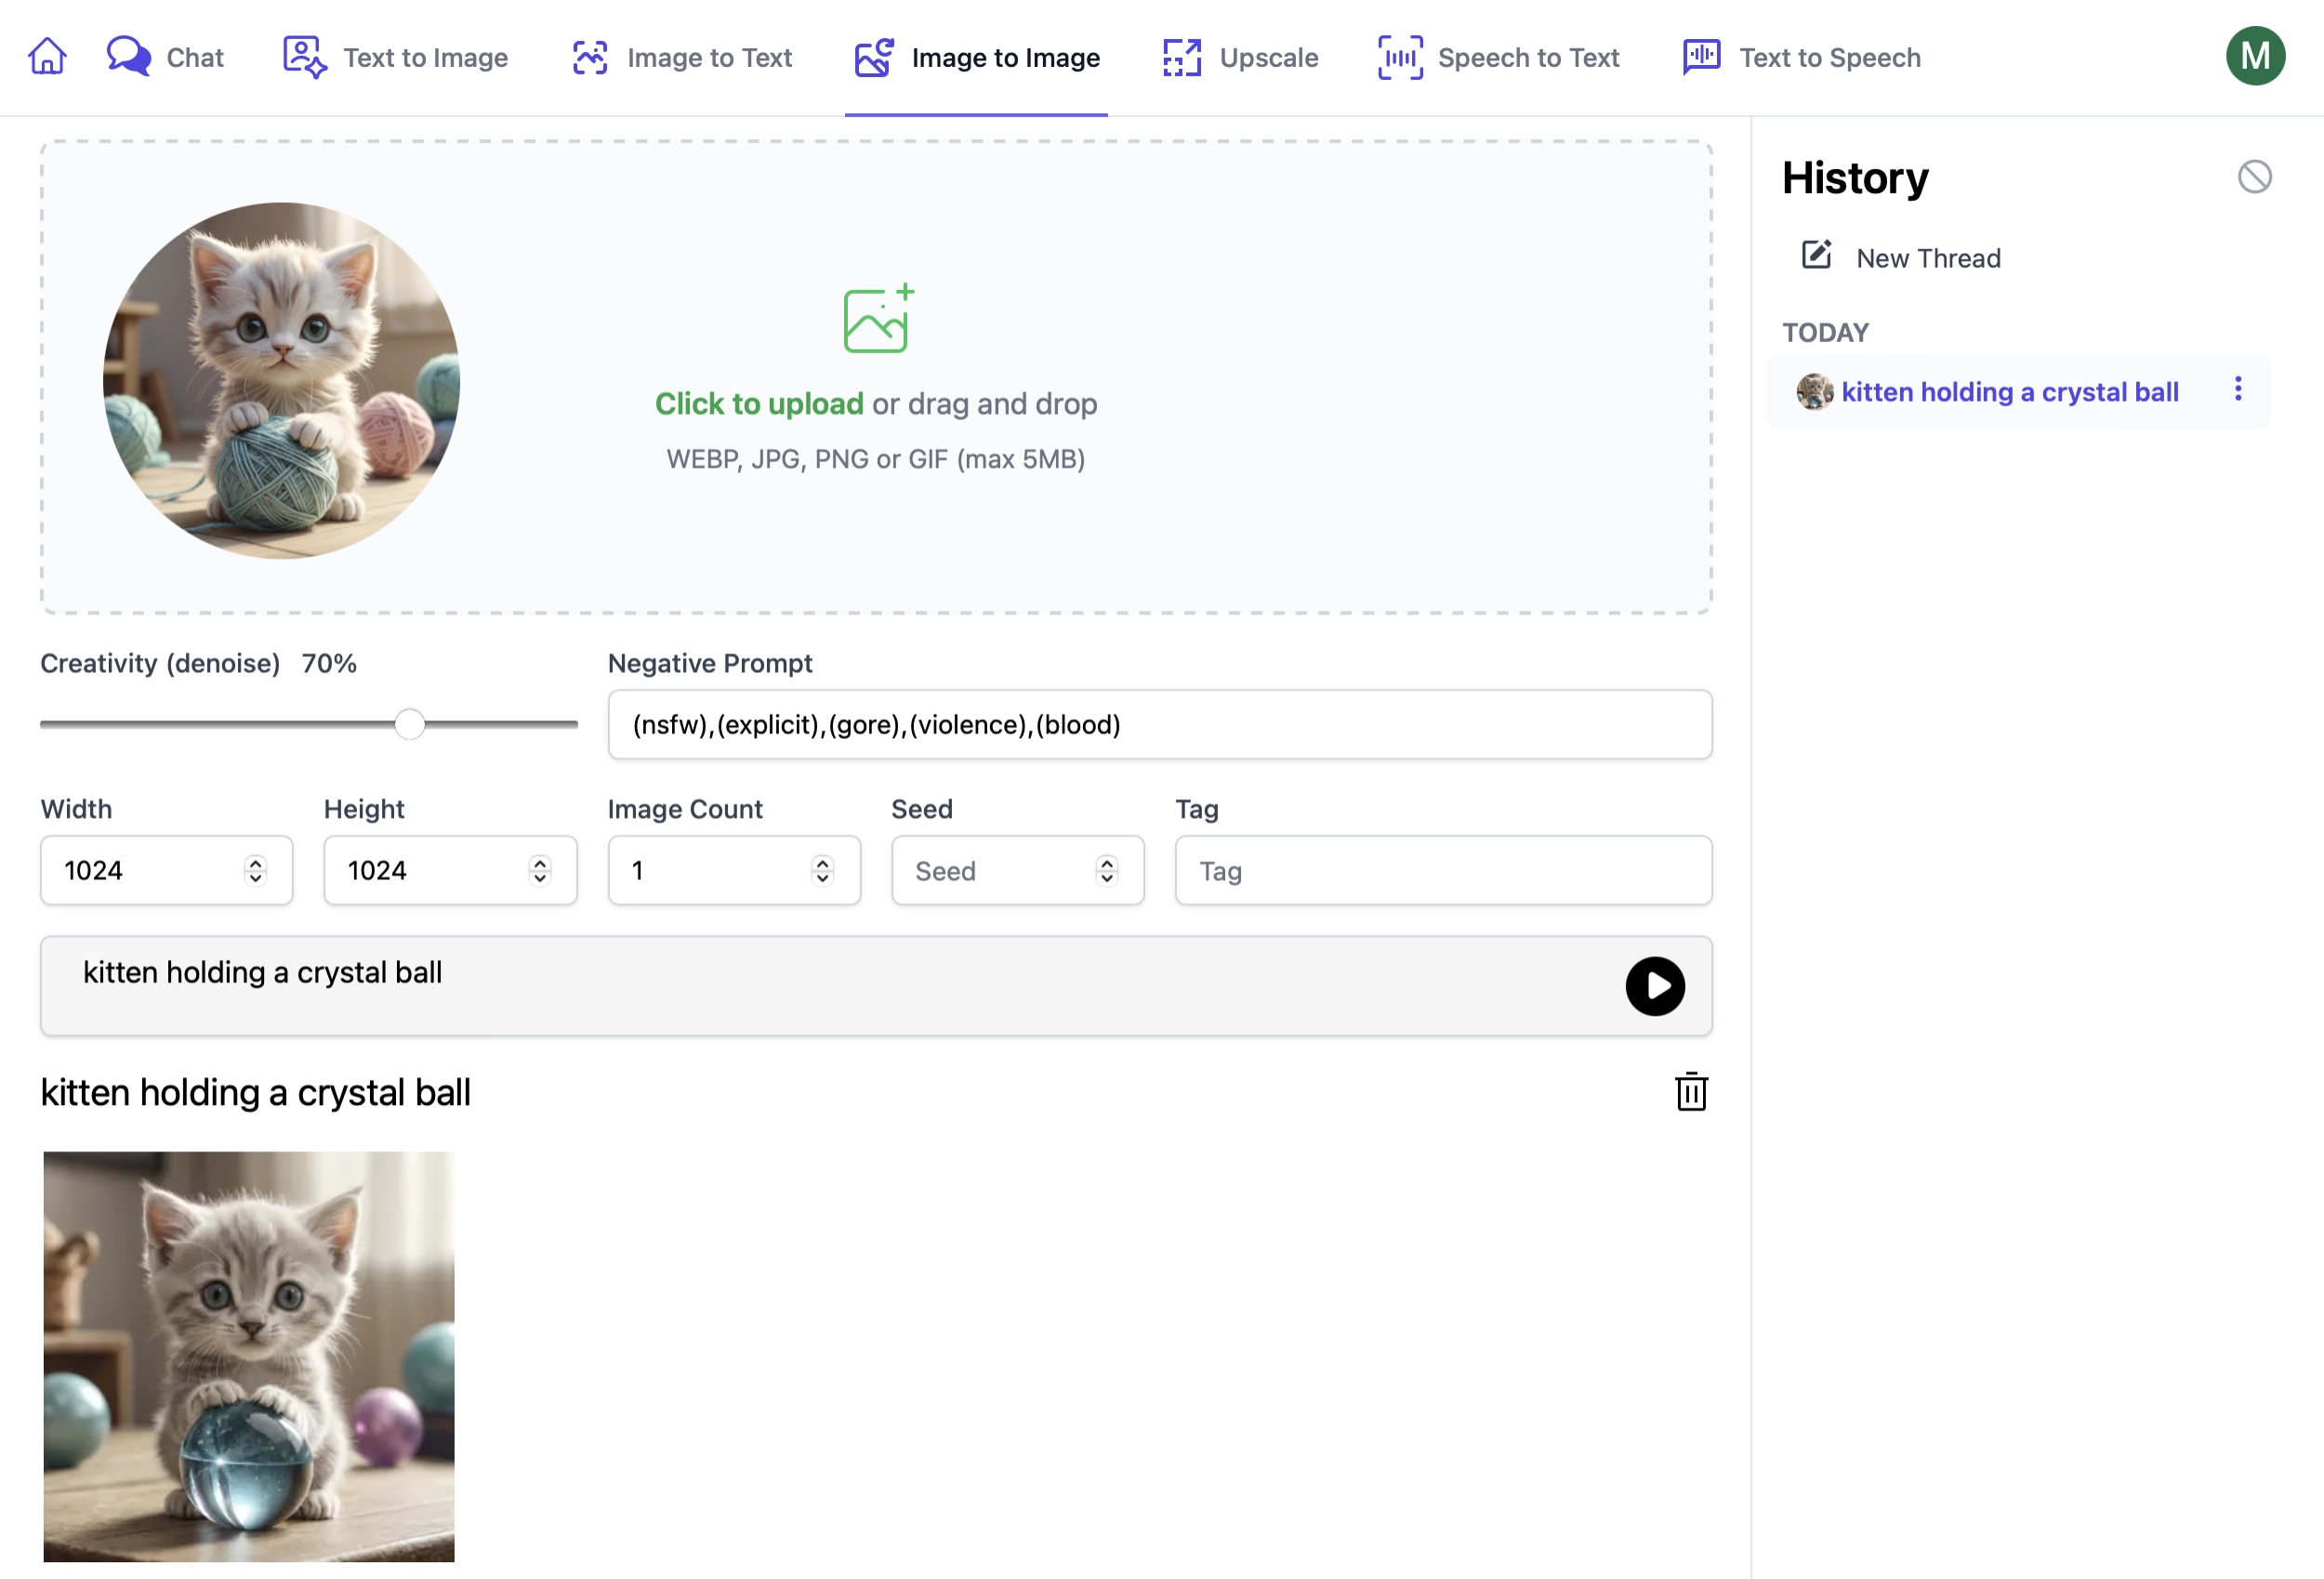 Chat
Text to Image
Image to Text
Image to Image
Upscale
Speech to Text
Text to Speech
M
Click to upload or drag and drop
WEBP, JPG, PNG or GIF (max 5MB)
Creativity (denoise) 70%
Negative Prompt
(nsfw),(explicit),(gore),(violence),(blood)
Width
Height
Image Count
Seed
Tag
1024
1024
1
Seed
Tag
kitten holding a crystal ball
kitten holding a crystal ball
History
New Thread
TODAY
kitten holding a crystal ball